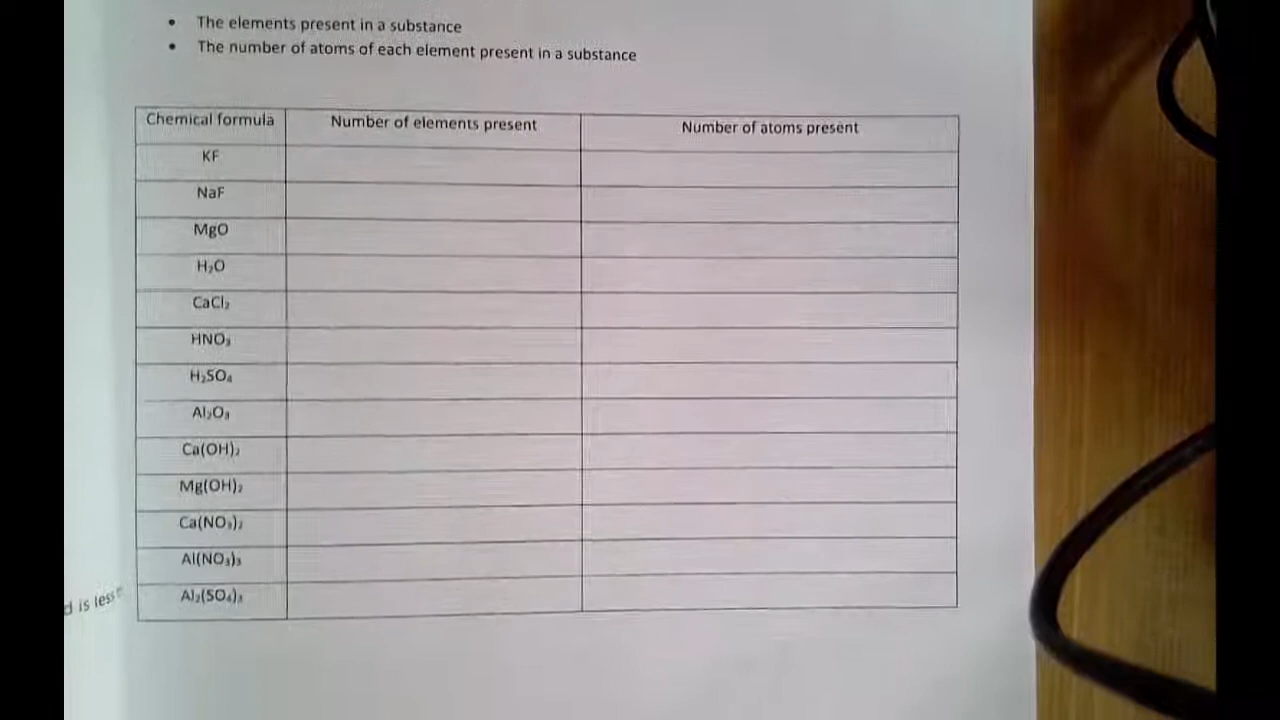 • The elements present in a substance
• The number of atoms of each element present in a substance
Chemical formula Number of elements present Number of atoms present
KF
NaF
MgO
H₂O
CaCl₂
HNO₃
H₂SO₄
Al₂O₃
Ca(OH)₂
Mg(OH)₂
Ca(NO₃)₂
Al(NO₃)₃
Al₂(SO₄)₃
is less